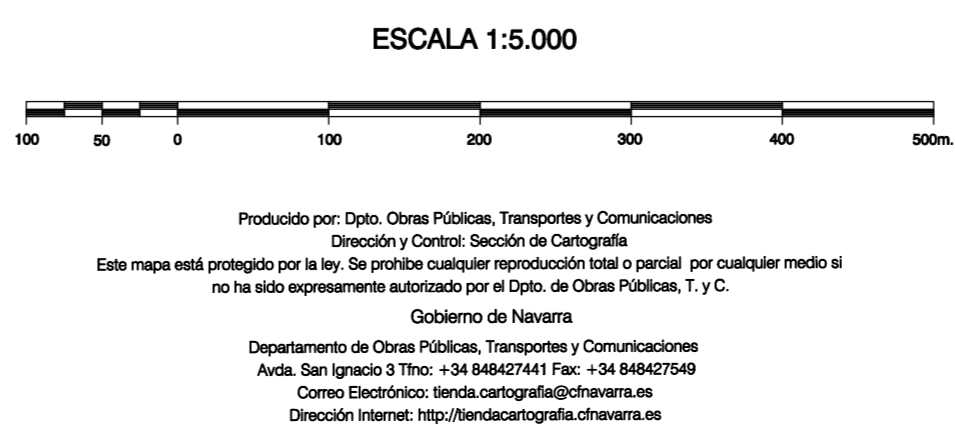 ESCALA 1:5.000
100 50 0 100 200 300 400 500m.
Producido por: Dpto. Obras Públicas, Transportes y Comunicaciones
Dirección y Control: Sección de Cartografía
Este mapa está protegido por la ley. Se prohibe cualquier reproducción total o parcial por cualquier medio si
no ha sido expresamente autorizado por el Dpto. de Obras Públicas, T. y C.
Gobierno de Navarra
Departamento de Obras Públicas, Transportes y Comunicaciones
Avda. San Ignacio 3 Tfno: +34 848427441 Fax: +34 848427549
Correo Electrónico: tienda.cartografia@cfnavarra.es
Dirección Internet: http://tiendacartografia.cfnavarra.es